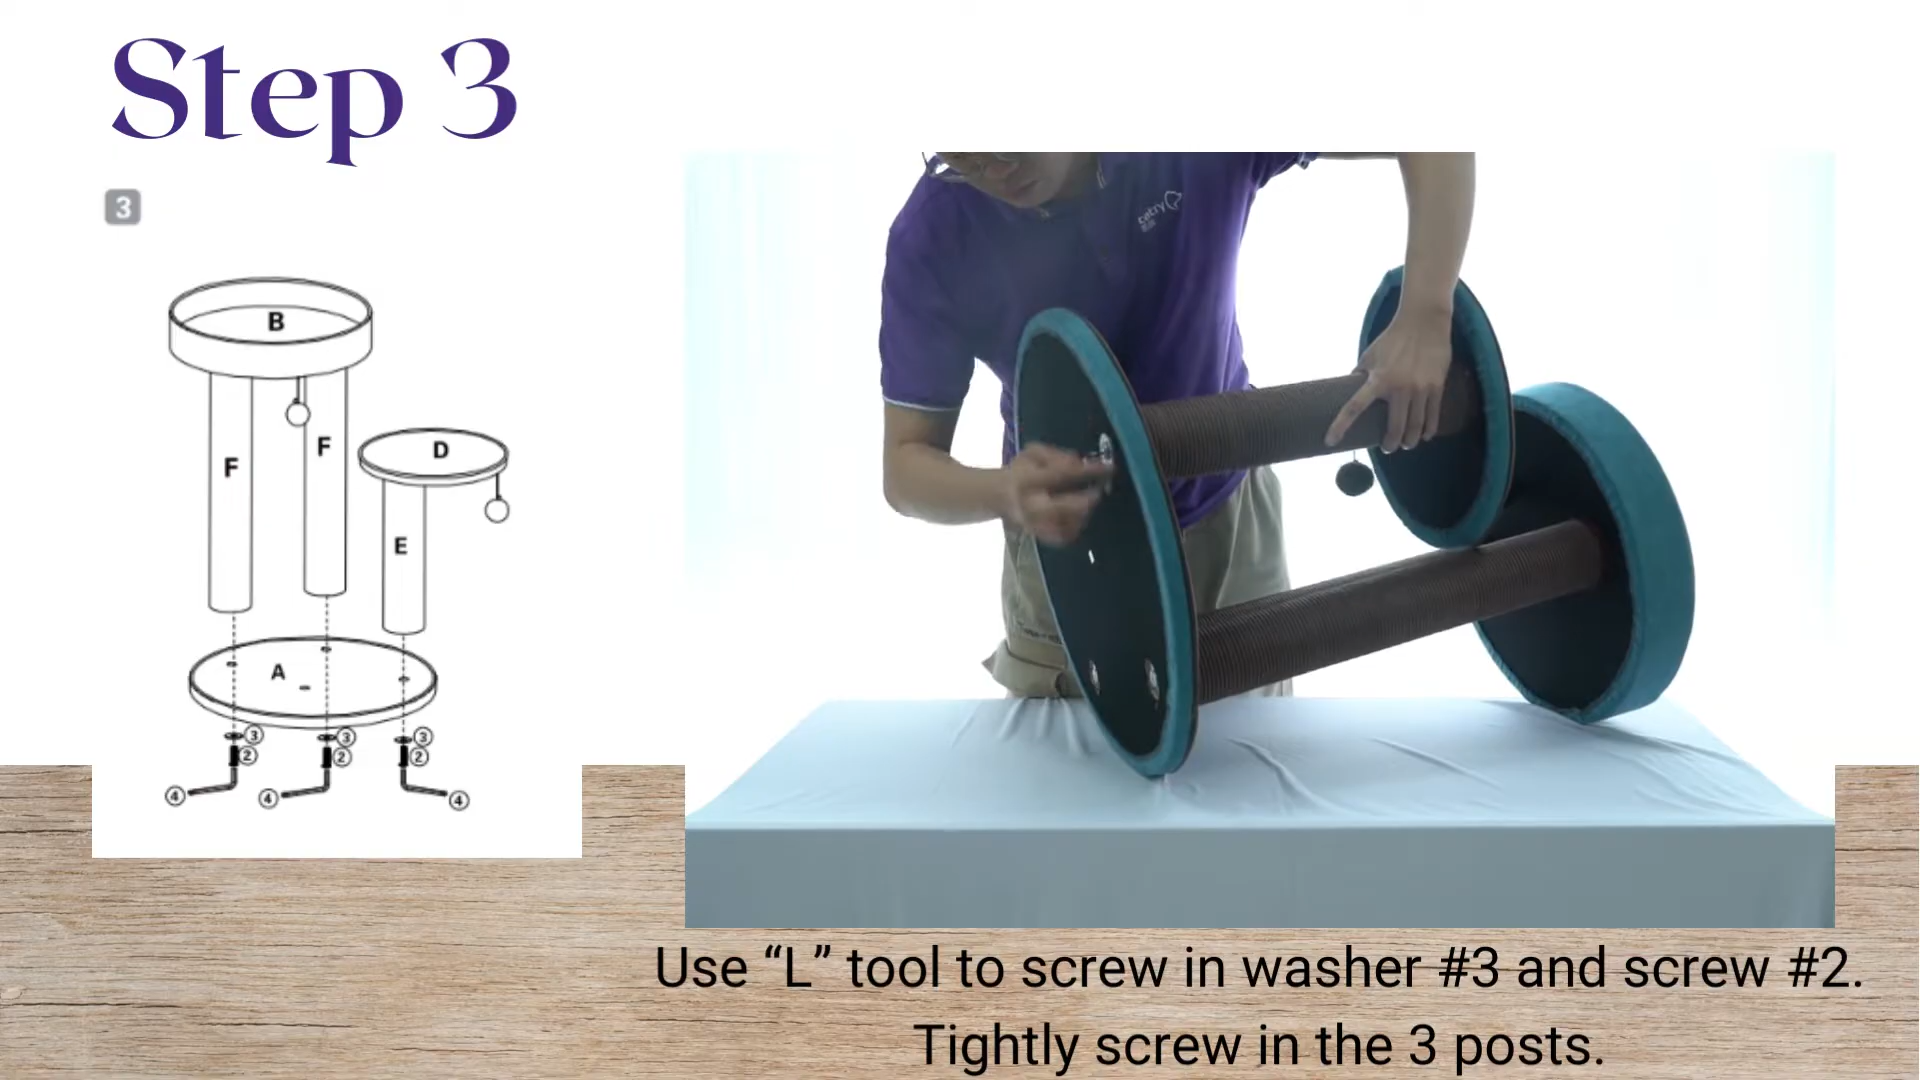 Step 3
3
B
F
F
D
E
A
③
③
③
②
②
②
④
④
④
catry
Use “L” tool to screw in washer #3 and screw #2.
Tightly screw in the 3 posts.